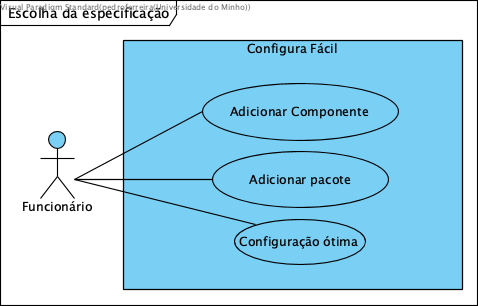 Visual Paradigm Standard(pedroferreira(Universidade do Minho))
Escolha da especificação
Configura Fácil
Adicionar Componente
Adicionar pacote
Funcionário
Configuração ótima